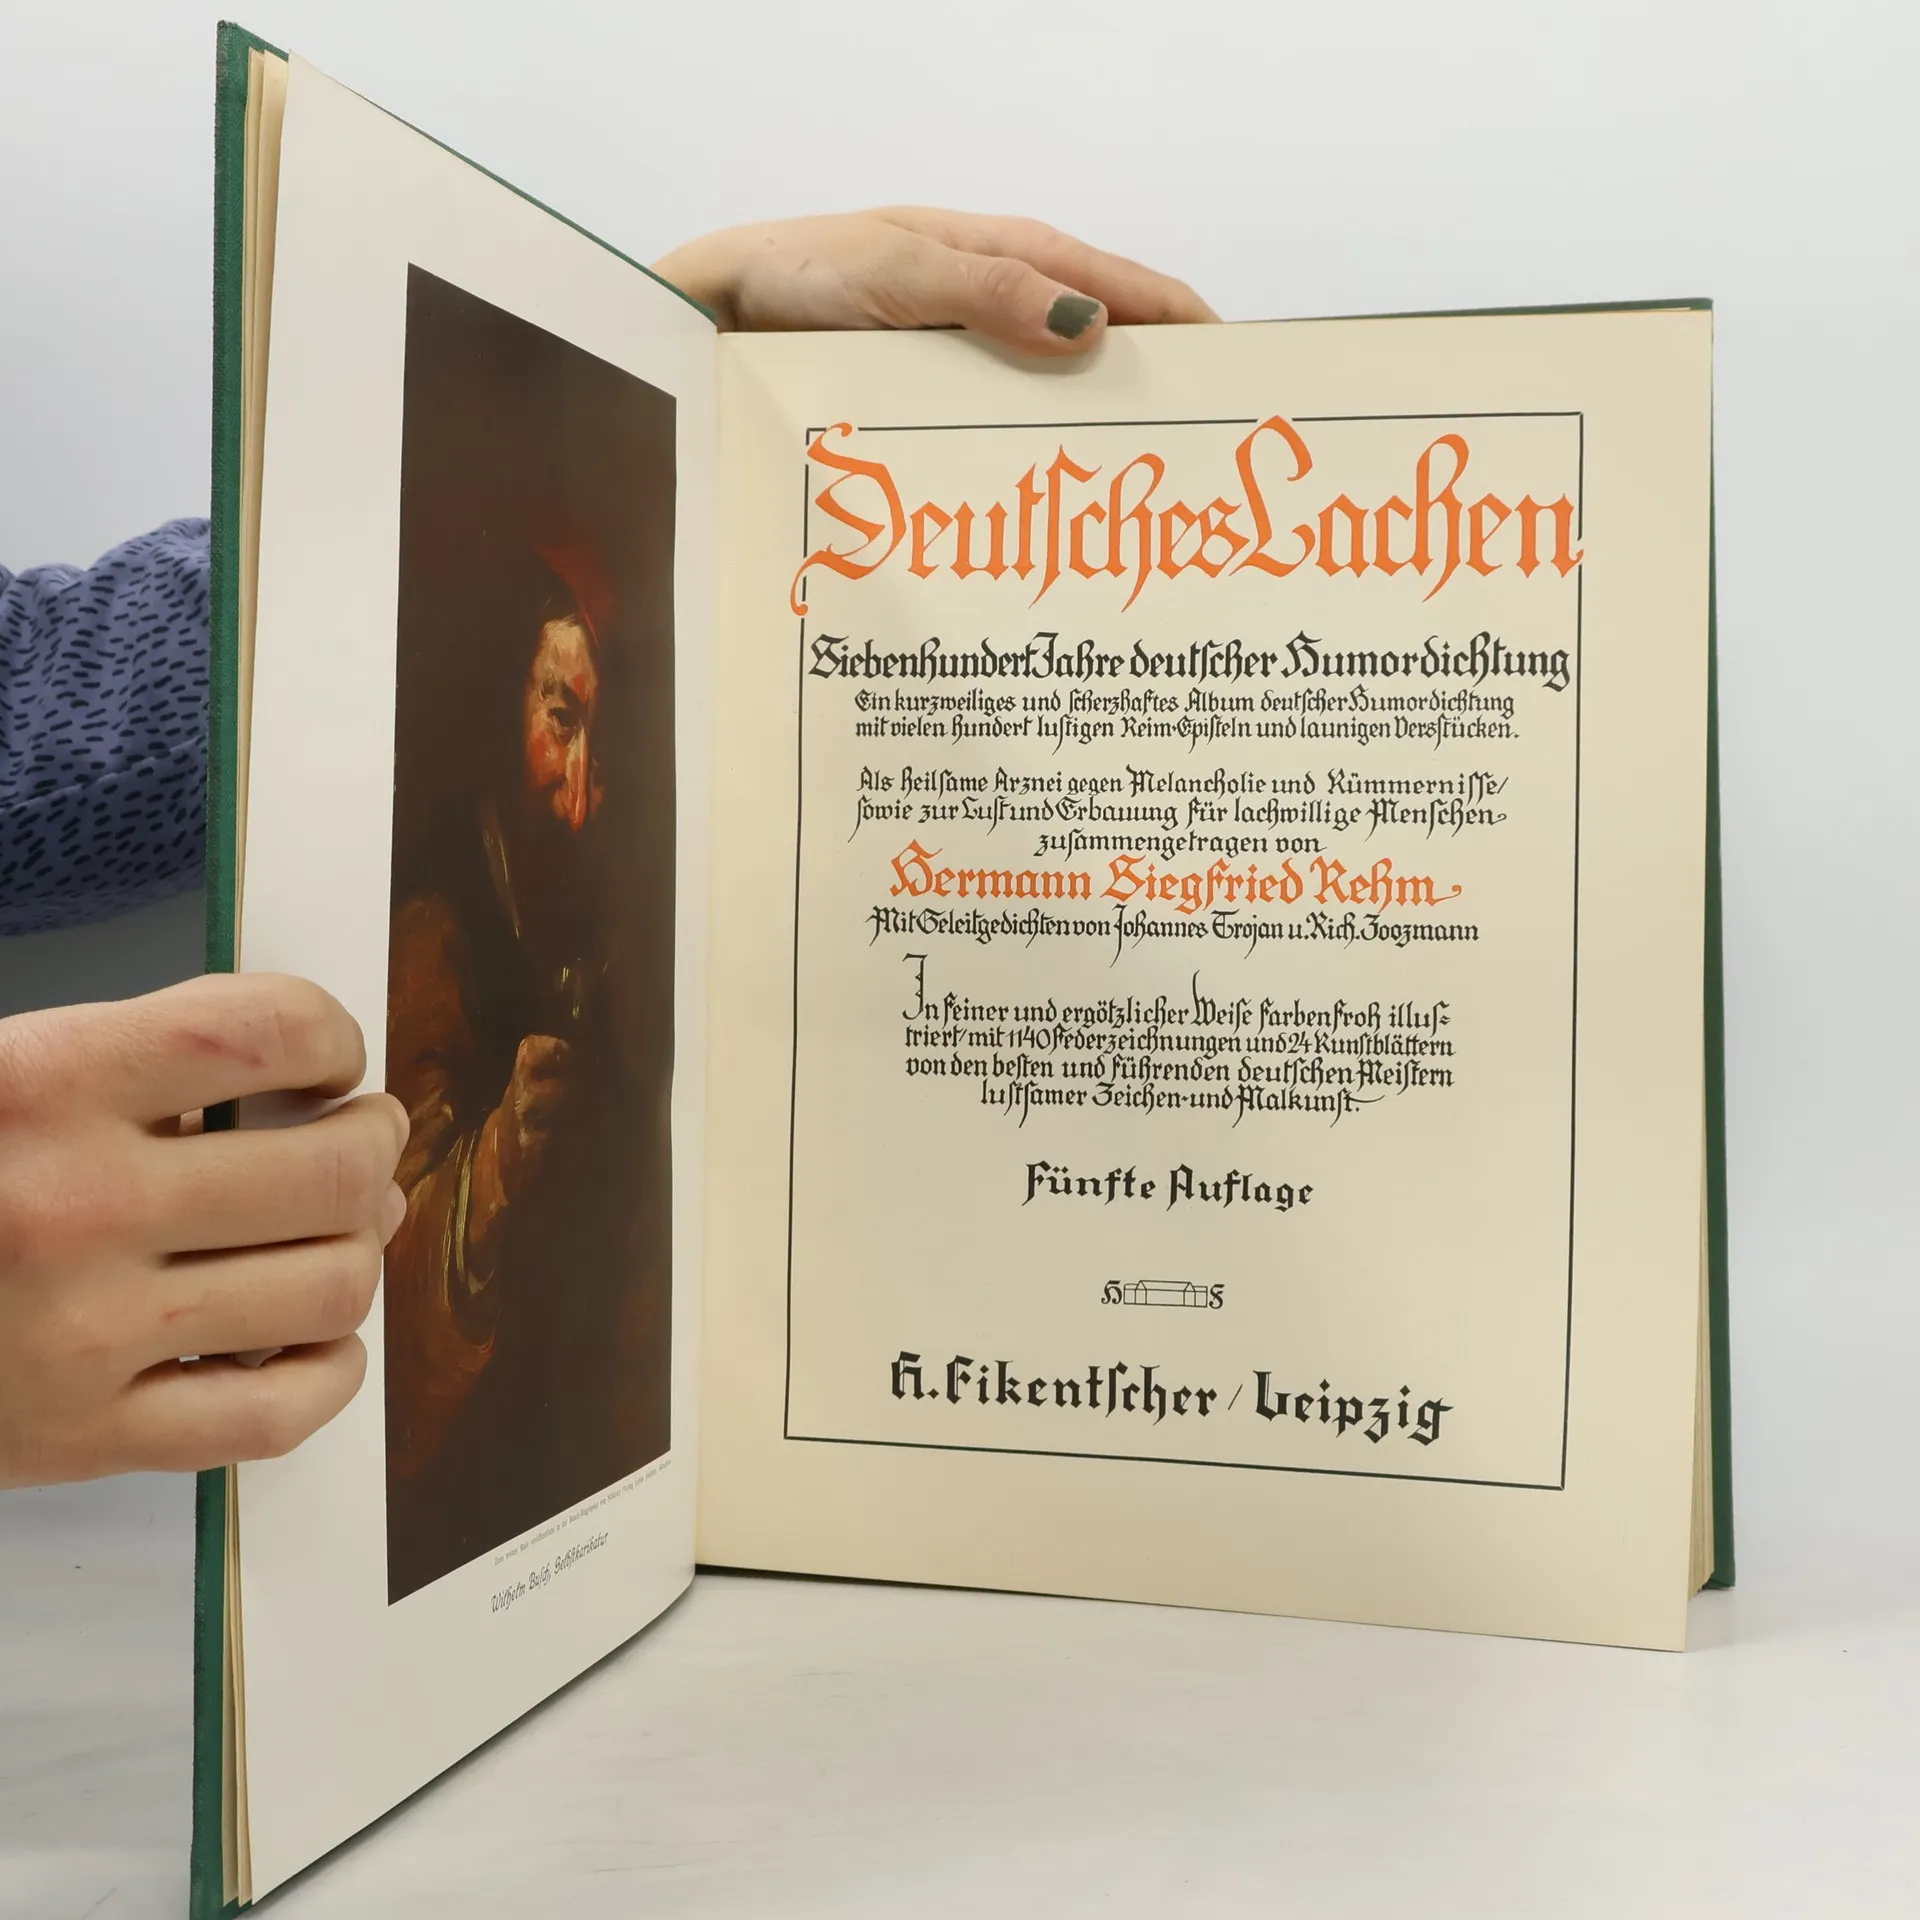 Wilhelm Busch, Selbstkarikatur
Deutsches Lachen
Siebenhundert Jahre deutscher Humordichtung
Ein kurzweiliges und scherzhaftes Album deutscher Humordichtung
mit vielen hundert lustigen Reim-Episteln und launigen Versstücken.
Als heilsame Arznei gegen Melancholie und Kümmernisse/
sowie zur Lust und Erbauung für lachwillige Menschen
zusammengetragen von
Hermann Siegfried Rehm
Mit Geleitgedichten von Johannes Trojan u. Rich. Zoozmann
In feiner und ergötzlicher Weise farbenfroh illus-
triert/mit 1140 Federzeichnungen und 24 Kunstblättern
von den besten und führenden deutschen Meistern
lustsamer Zeichen- und Malkunst.
Fünfte Auflage
H F
H. Fikentscher / Leipzig